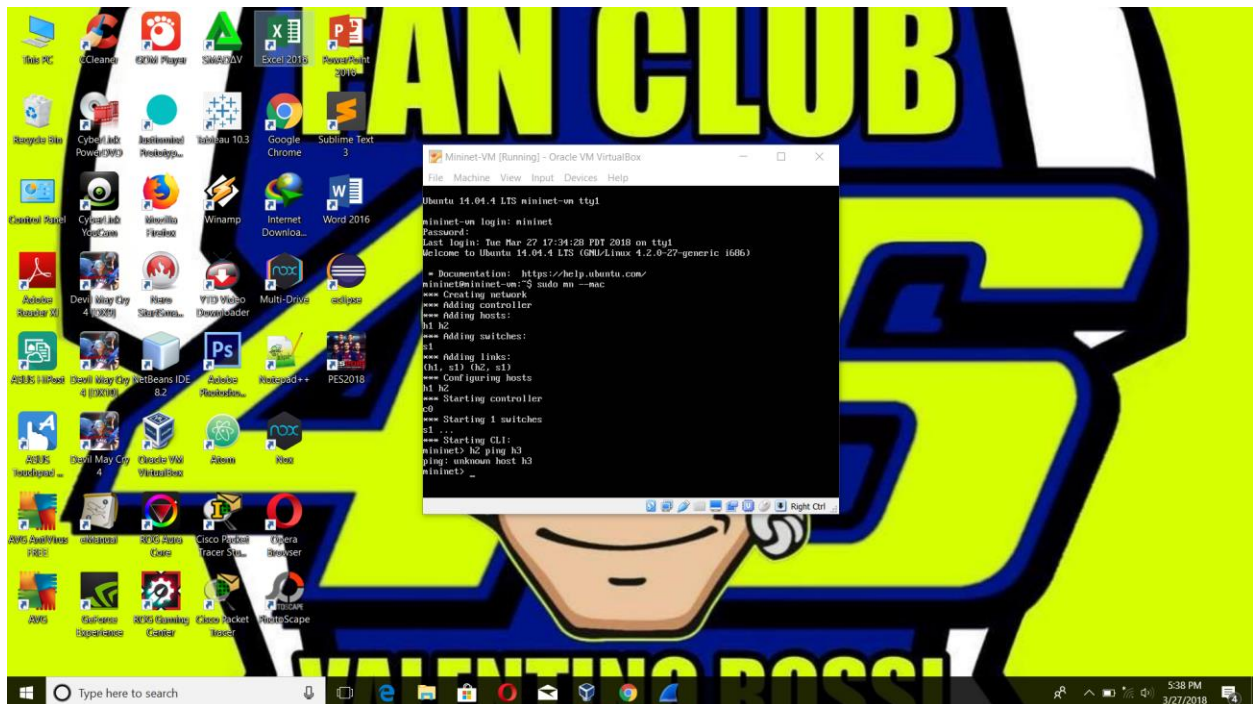 FAN CLUB
This PC
CCleaner
GOM Player
SMADAV
Excel 2016
PowerPoint 2016
Recycle Bin
CyberLink PowerDVD
Justinmind Prototyp...
Tableau 10.3
Google Chrome
Sublime Text 3
Control Panel
CyberLink YouCam
Mozilla Firefox
Winamp
Internet Downloa...
Word 2016
Adobe Reader XI
Devil May Cry 4 [DX9]
Nero StartSma...
VTD Video Downloader
Multi-Drive
eclipse
ASUS HiPost
Devil May Cry 4 [DX10]
NetBeans IDE 8.2
Adobe Photosho...
Notepad++
PES2018
ASUS Touchpad ...
Devil May Cry 4
Oracle VM VirtualBox
Atom
Nox
AVG AntiVirus FREE
eManual
ROG Aura Core
Cisco Packet Tracer Stu...
Opera Browser
AVG
GeForce Experience
ROG Gaming Center
Cisco Packet Tracer
PhotoScape
Mininet-VM [Running] - Oracle VM VirtualBox
File Machine View Input Devices Help
Ubuntu 14.04.4 LTS mininet-vm tty1
mininet-vm login: mininet
Password:
Last login: Tue Mar 27 17:34:28 PDT 2018 on tty1
Welcome to Ubuntu 14.04.4 LTS (GNU/Linux 4.2.0-27-generic i686)
* Documentation: https://help.ubuntu.com/
mininet@mininet-vm:~$ sudo mn --mac
*** Creating network
*** Adding controller
*** Adding hosts:
h1 h2
*** Adding switches:
s1
*** Adding links:
(h1, s1) (h2, s1)
*** Configuring hosts
h1 h2
*** Starting controller
c0
*** Starting 1 switches
s1 ...
*** Starting CLI:
mininet> h2 ping h3
ping: unknown host h3
mininet> _
Right Ctrl
VALENTINO ROSSI
Type here to search
5:38 PM
3/27/2018